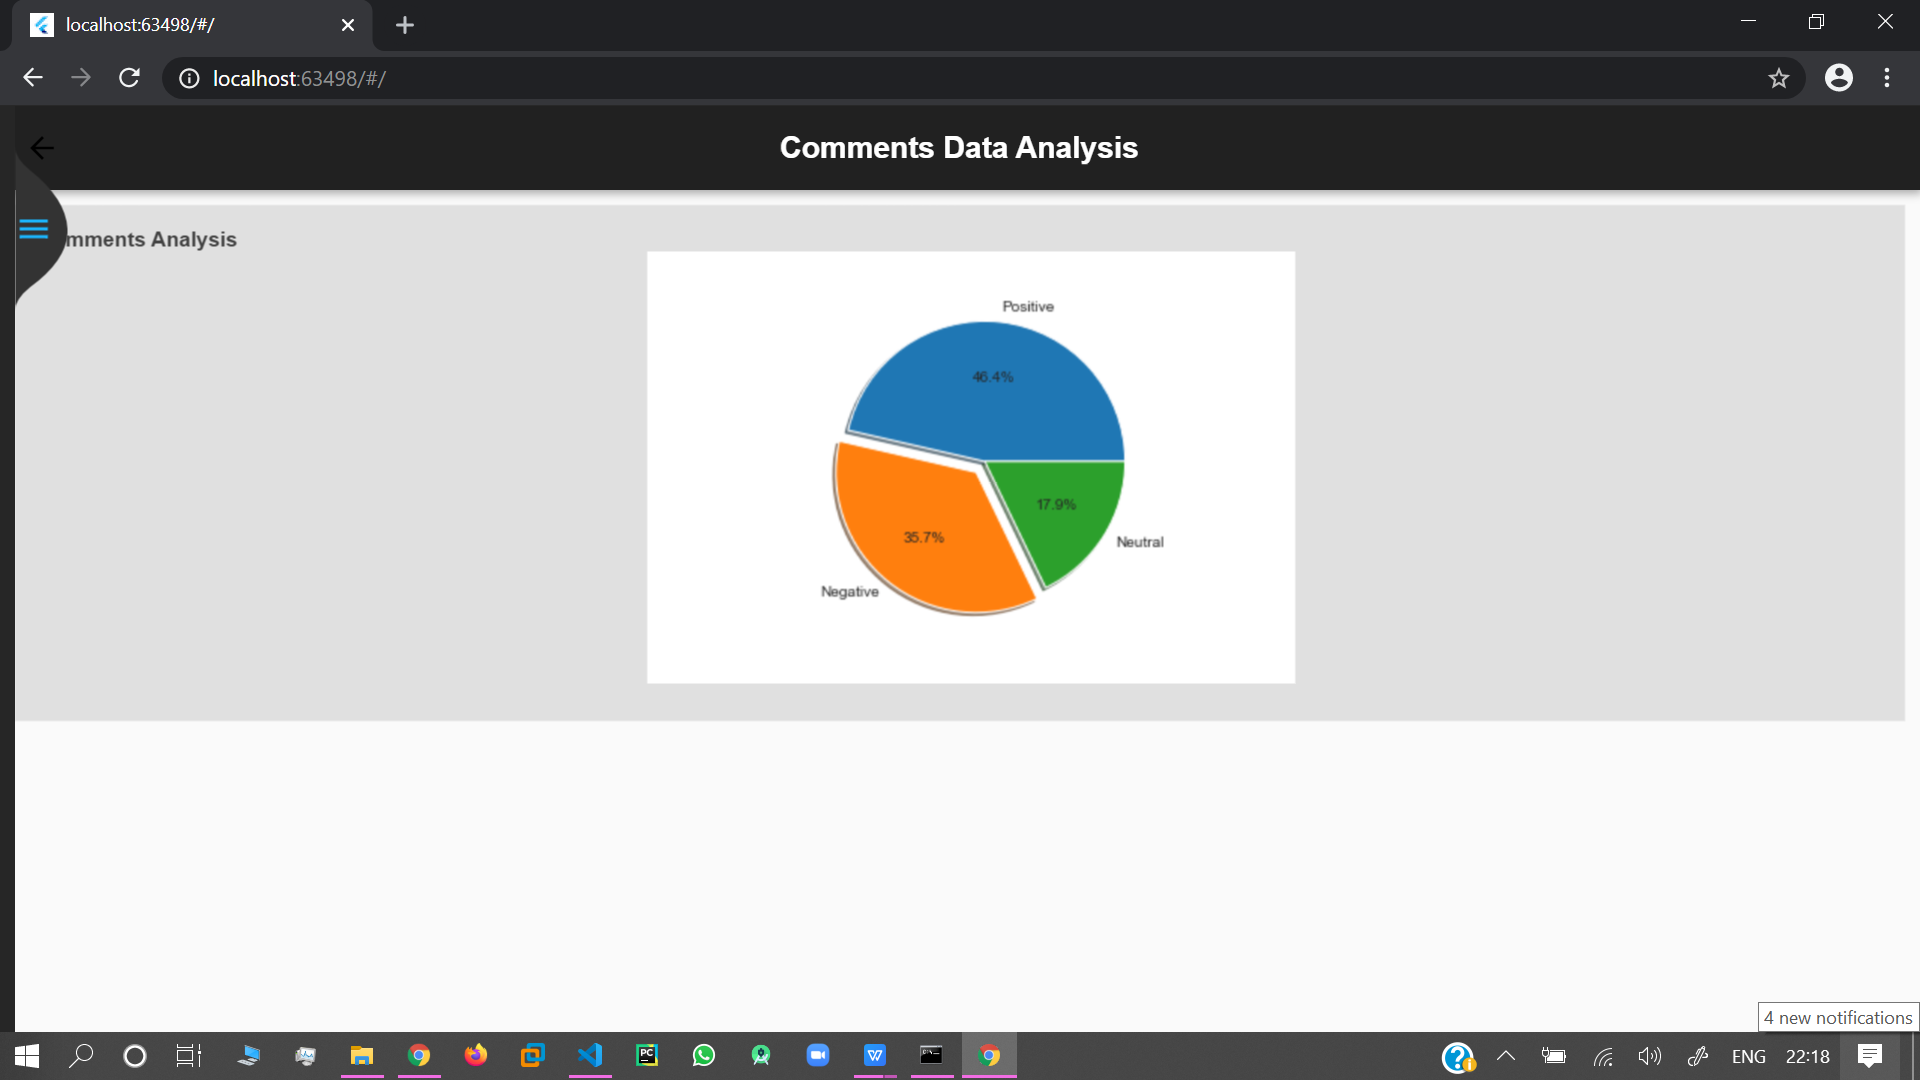 localhost:63498/#/
localhost:63498/#/
Comments Data Analysis
mments Analysis
Positive
46.4%
17.9%
35.7%
Neutral
Negative
4 new notifications
PC
W
ENG 22:18